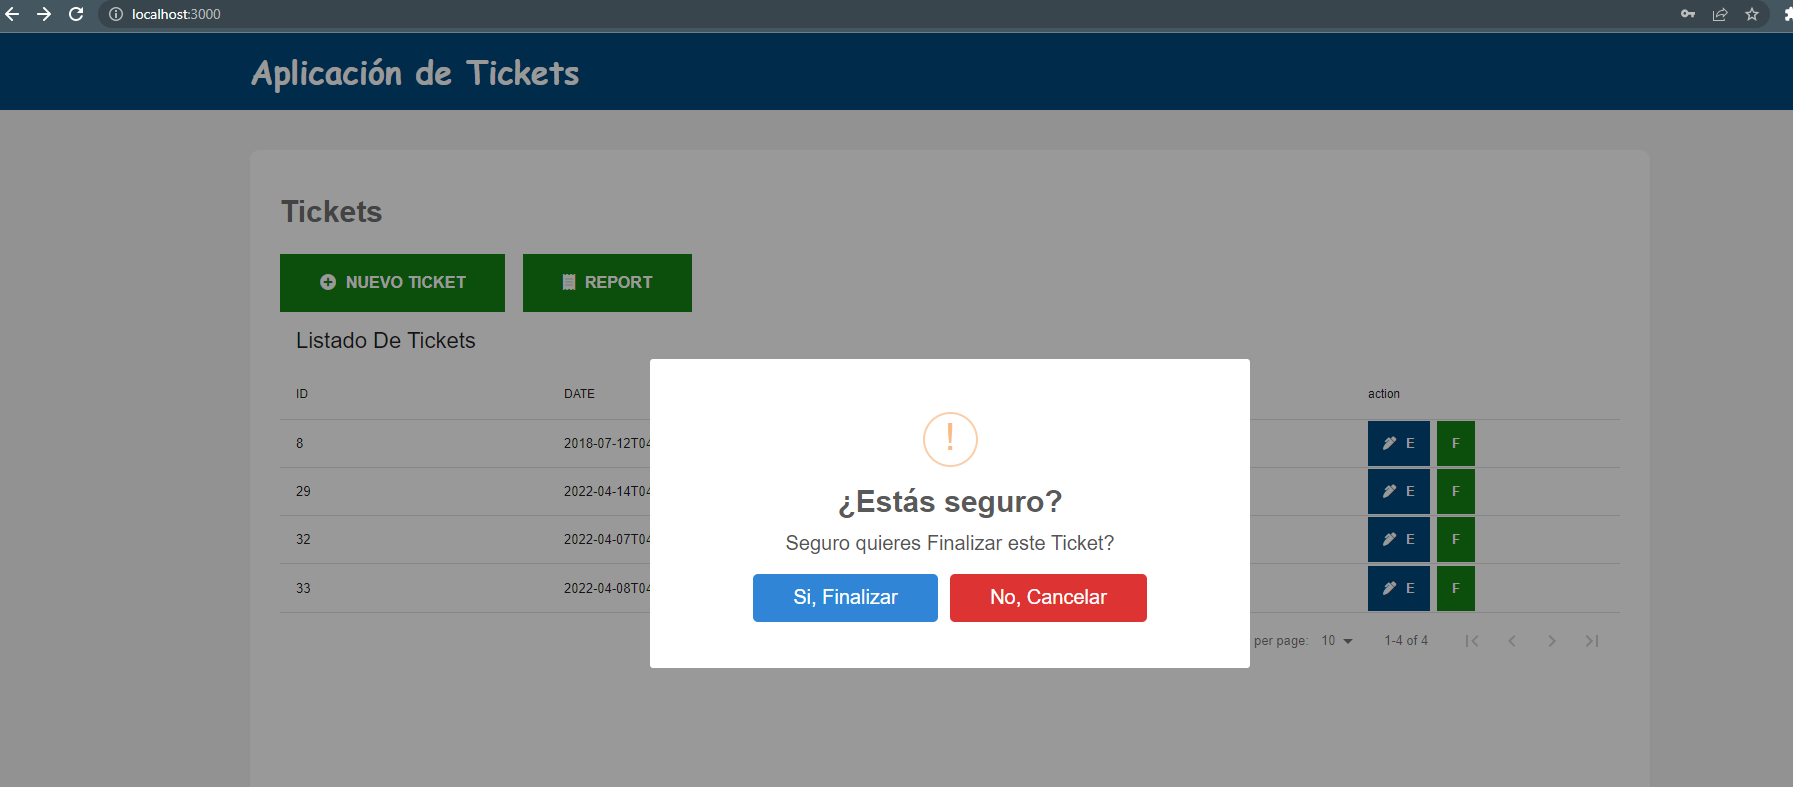 localhost:3000
Aplicación de Tickets
Tickets
NUEVO TICKET REPORT
Listado De Tickets
ID DATE action
8 2018-07-12T04 E F
29 2022-04-14T04 E F
32 2022-04-07T04 E F
33 2022-04-08T04 E F
!
¿Estás seguro?
Seguro quieres Finalizar este Ticket?
Si, Finalizar No, Cancelar
per page: 10 1-4 of 4